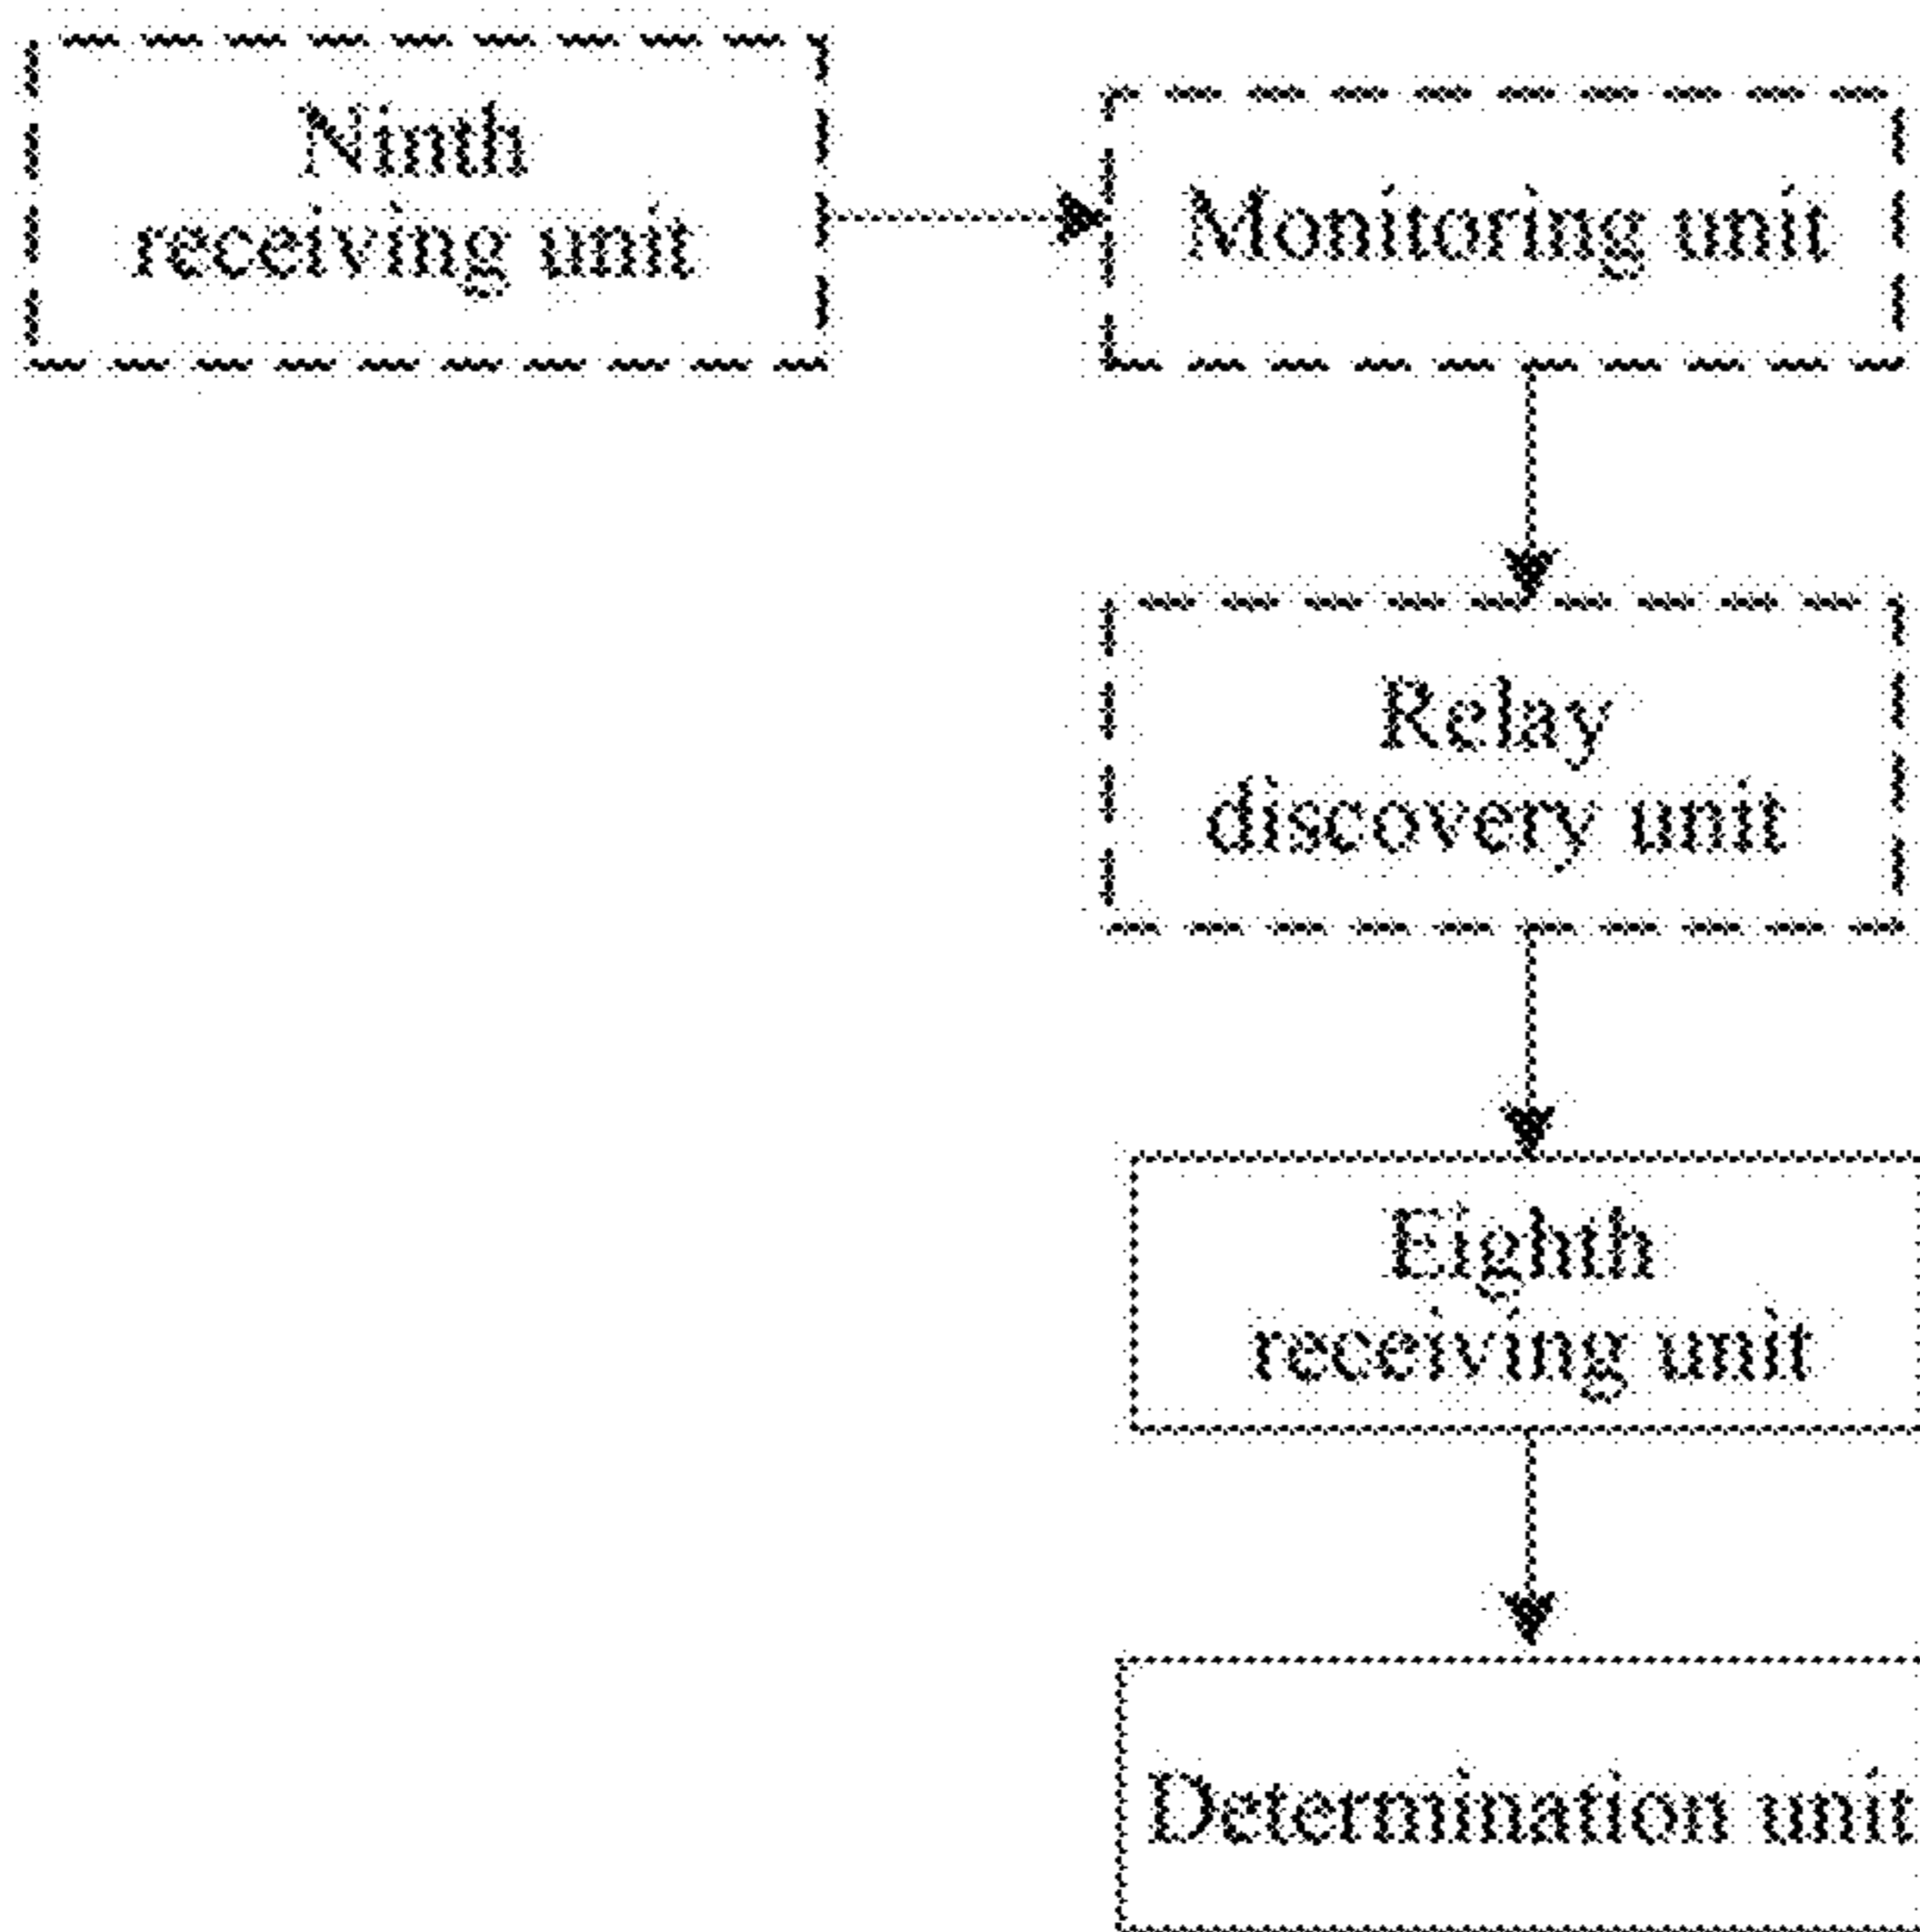 Ninth
receiving unit
Monitoring unit
Relay
discovery unit
Eighth
receiving unit
Determination unit